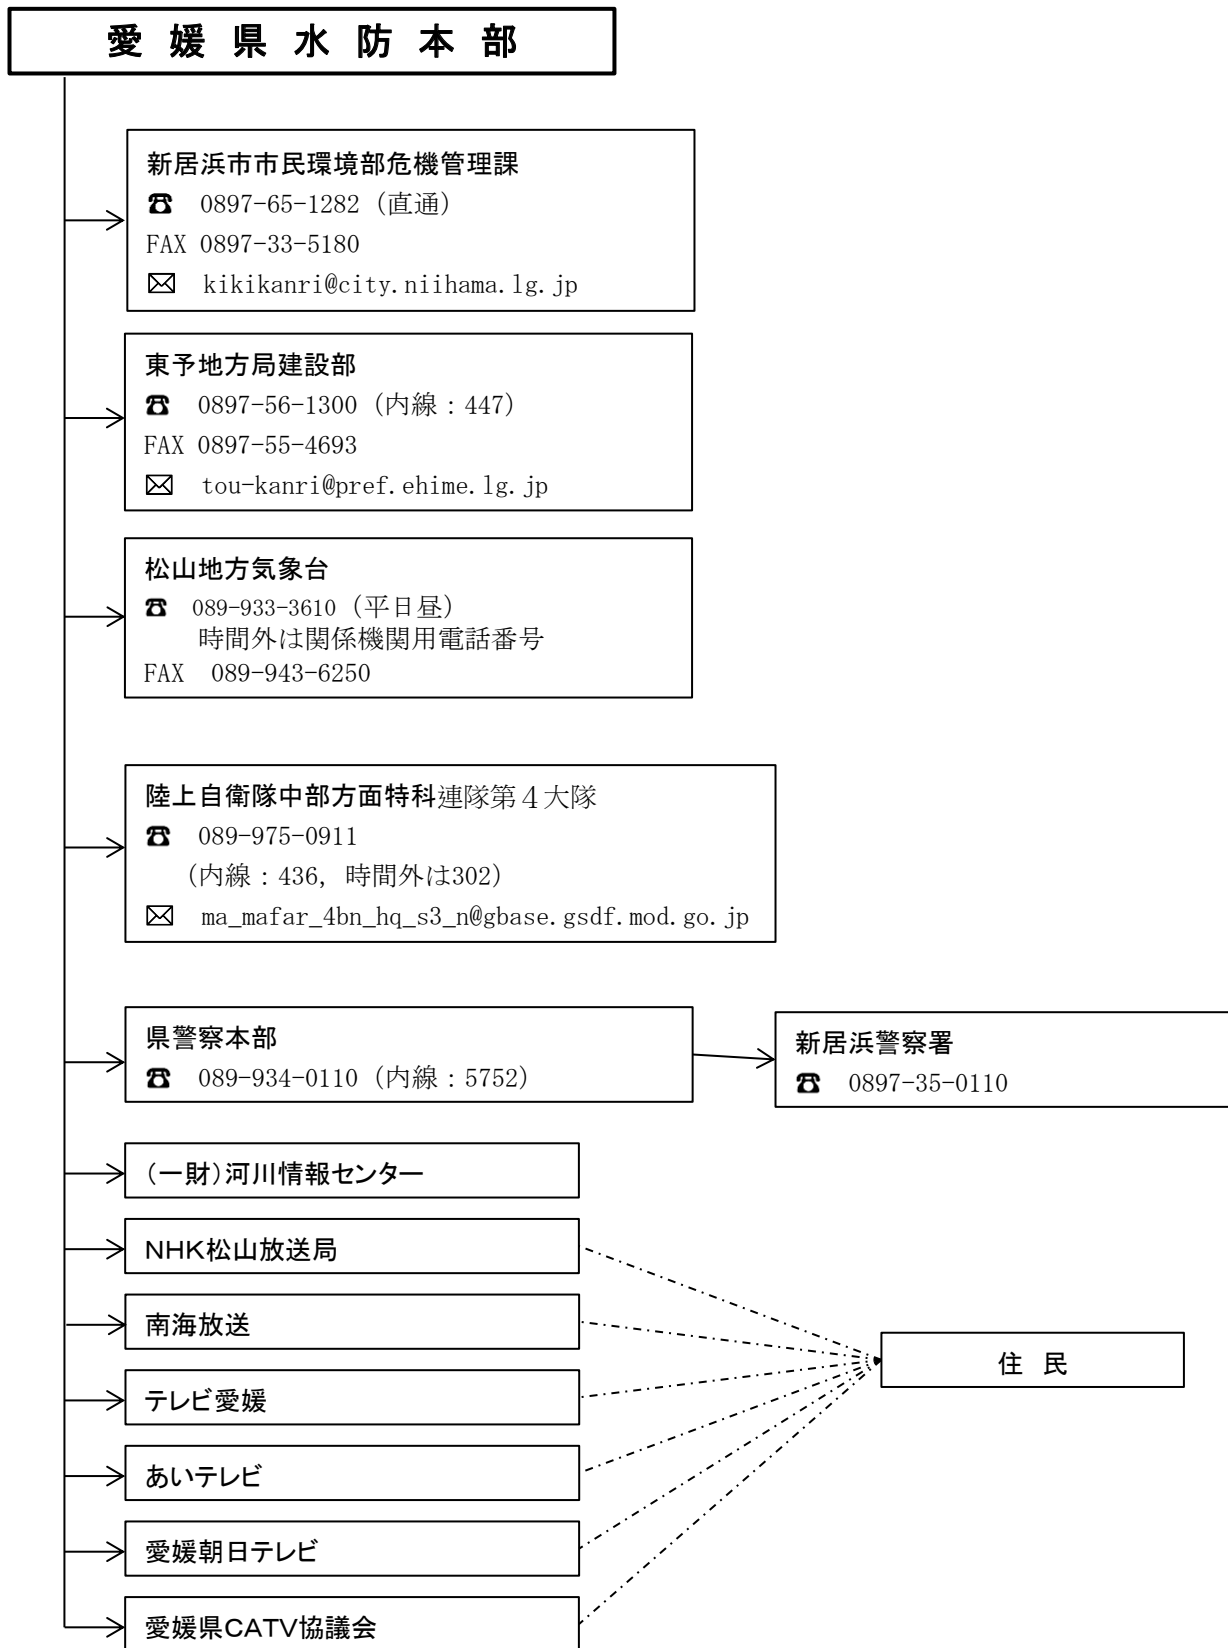 愛媛県水防本部
新居浜市市民環境部危機管理課
☎ 0897-65-1282（直通）
FAX 0897-33-5180
✉ kikikanri@city.niihama.lg.jp
東予地方局建設部
☎ 0897-56-1300（内線：447）
FAX 0897-55-4693
✉ tou-kanri@pref.ehime.lg.jp
松山地方気象台
☎ 089-933-3610（平日昼）
時間外は関係機関用電話番号
FAX 089-943-6250
陸上自衛隊中部方面特科連隊第４大隊
☎ 089-975-0911
（内線：436，時間外は302）
✉ ma_mafar_4bn_hq_s3_n@gbase.gsdf.mod.go.jp
県警察本部
☎ 089-934-0110（内線：5752）
新居浜警察署
☎ 0897-35-0110
（一財）河川情報センター
NHK松山放送局
南海放送
テレビ愛媛
住民
あいテレビ
愛媛朝日テレビ
愛媛県CATV協議会